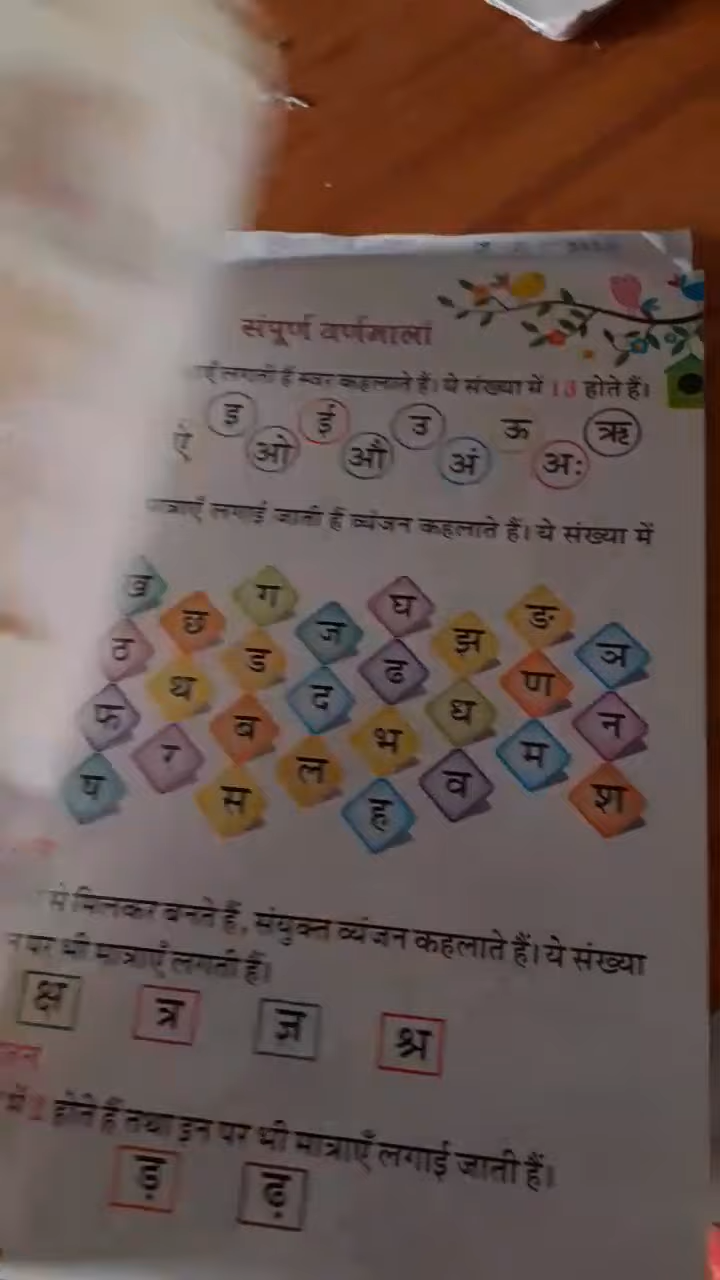 संपूर्ण वर्णमाला
लगती हैं स्वर कहलाते हैं। ये संख्या में 13 होते हैं।
इ ई उ ऊ ऋ
ऐ ओ औ अं अः
मात्राएँ लगाई जाती हैं व्यंजन कहलाते हैं। ये संख्या में
ख ग घ ङ
छ ज झ ञ
ठ ड ढ ण
थ द ध न
फ ब भ म
य र ल व श
स ह
से मिलकर बनते हैं, संयुक्त व्यंजन कहलाते हैं। ये संख्या
पर भी मात्राएँ लगती हैं।
क्ष त्र ज्ञ श्र
में 2 होते हैं तथा इन पर भी मात्राएँ लगाई जाती हैं।
ड़ ढ़